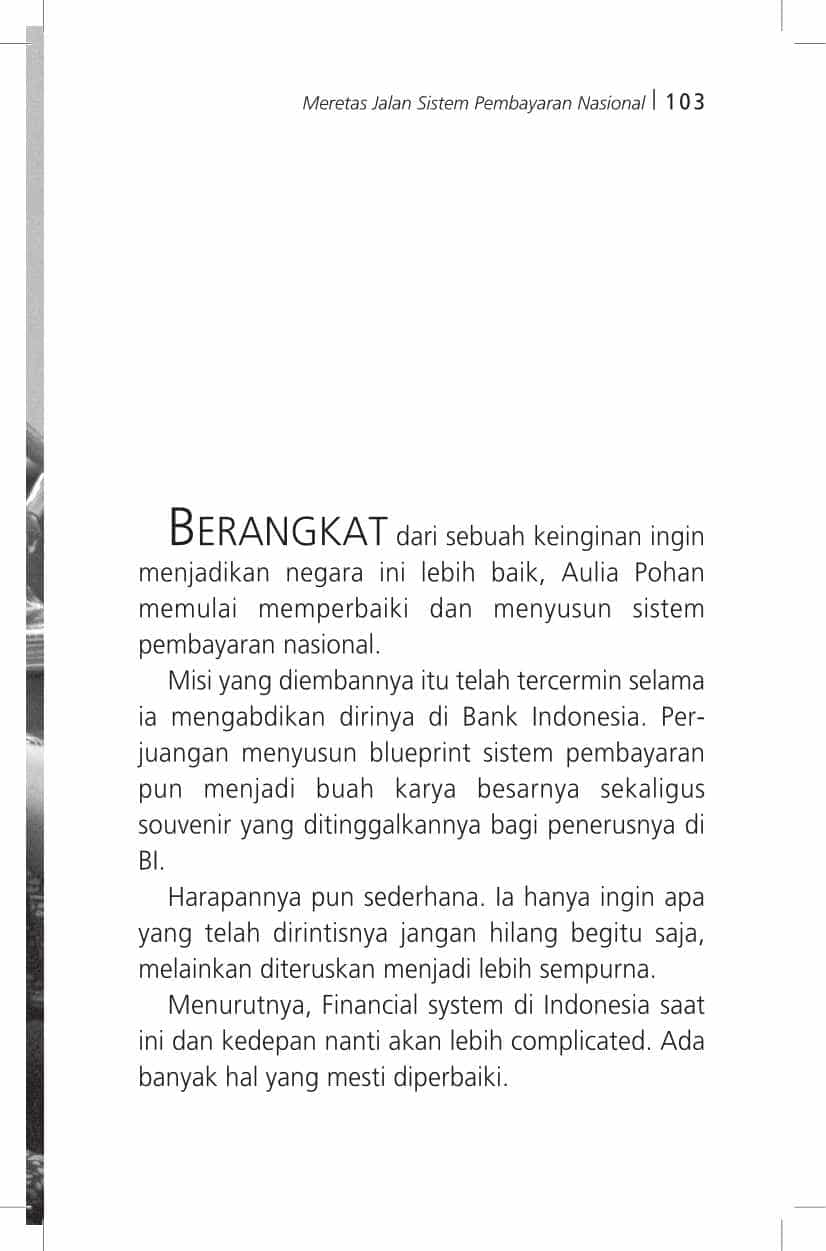 Meretas Jalan Sistem Pembayaran Nasional | 103
BERANGKAT dari sebuah keinginan ingin
menjadikan negara ini lebih baik, Aulia Pohan
memulai memperbaiki dan menyusun sistem
pembayaran nasional.
Misi yang diembannya itu telah tercermin selama
ia mengabdikan dirinya di Bank Indonesia. Per-
juangan menyusun blueprint sistem pembayaran
pun menjadi buah karya besarnya sekaligus
souvenir yang ditinggalkannya bagi penerusnya di
BI.
Harapannya pun sederhana. Ia hanya ingin apa
yang telah dirintisnya jangan hilang begitu saja,
melainkan diteruskan menjadi lebih sempurna.
Menurutnya, Financial system di Indonesia saat
ini dan kedepan nanti akan lebih complicated. Ada
banyak hal yang mesti diperbaiki.